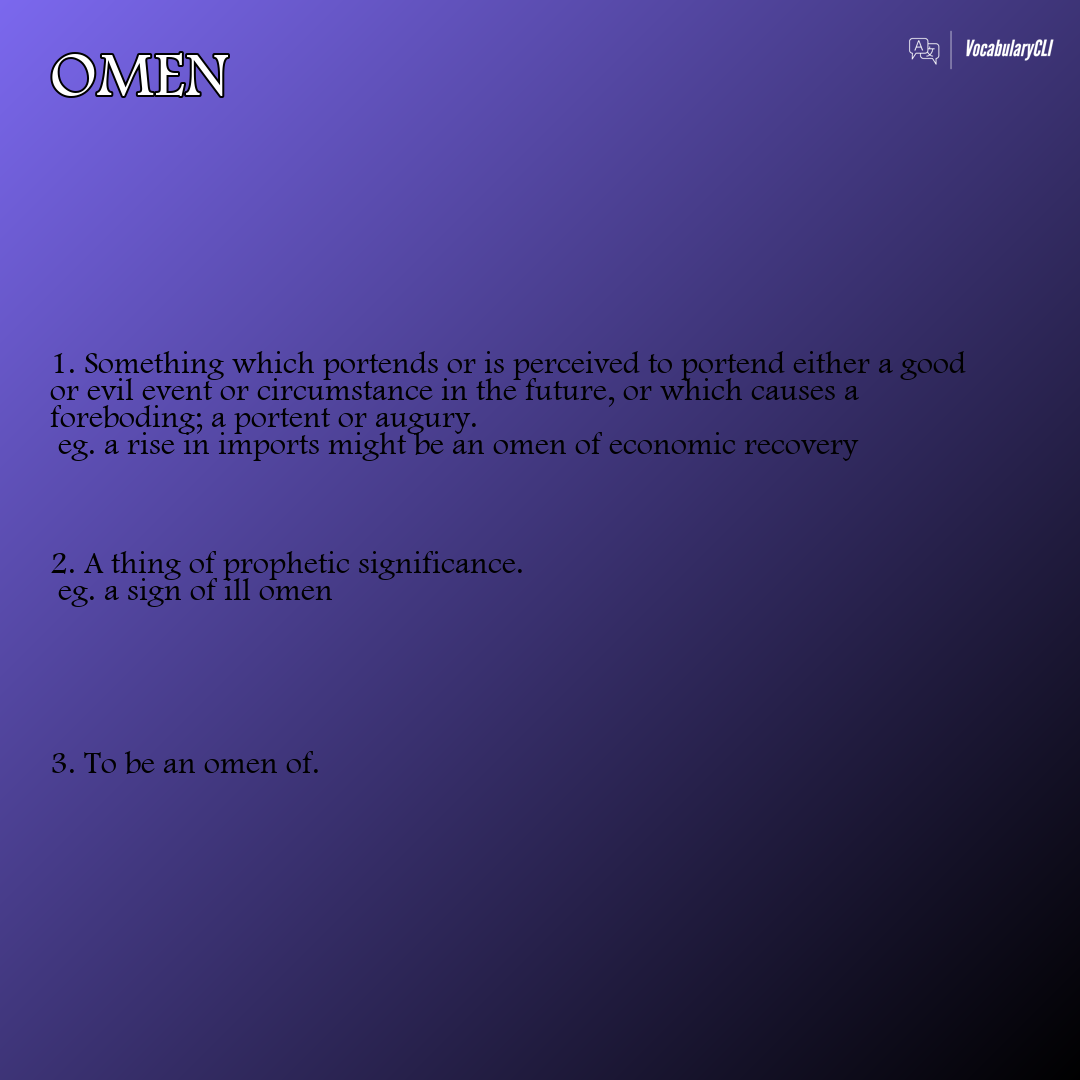 OMEN
VocabularyCLI
1. Something which portends or is perceived to portend either a good
or evil event or circumstance in the future, or which causes a
foreboding; a portent or augury.
eg. a rise in imports might be an omen of economic recovery
2. A thing of prophetic significance.
eg. a sign of ill omen
3. To be an omen of.